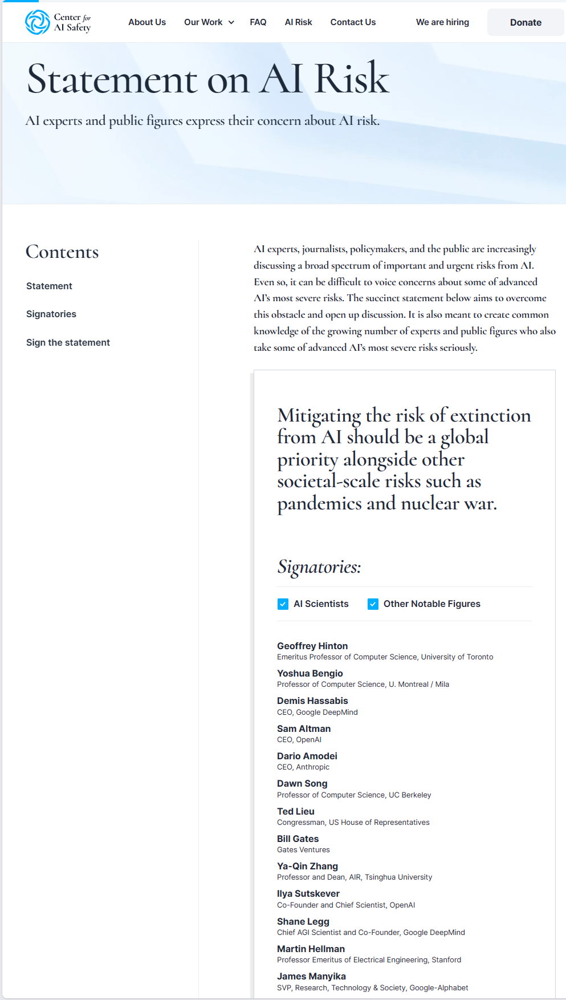 Center for
AI Safety
About Us
Our Work
FAQ
AI Risk
Contact Us
We are hiring
Donate
Statement on AI Risk
AI experts and public figures express their concern about AI risk.
Contents
Statement
Signatories
Sign the statement
AI experts, journalists, policymakers, and the public are increasingly
discussing a broad spectrum of important and urgent risks from AI.
Even so, it can be difficult to voice concerns about some of advanced
AI’s most severe risks. The succinct statement below aims to overcome
this obstacle and open up discussion. It is also meant to create common
knowledge of the growing number of experts and public figures who also
take some of advanced AI’s most severe risks seriously.
Mitigating the risk of extinction
from AI should be a global
priority alongside other
societal-scale risks such as
pandemics and nuclear war.
Signatories:
AI Scientists
Other Notable Figures
Geoffrey Hinton
Emeritus Professor of Computer Science, University of Toronto
Yoshua Bengio
Professor of Computer Science, U. Montreal / Mila
Demis Hassabis
CEO, Google DeepMind
Sam Altman
CEO, OpenAI
Dario Amodei
CEO, Anthropic
Dawn Song
Professor of Computer Science, UC Berkeley
Ted Lieu
Congressman, US House of Representatives
Bill Gates
Gates Ventures
Ya-Qin Zhang
Professor and Dean, AIR, Tsinghua University
Ilya Sutskever
Co-Founder and Chief Scientist, OpenAI
Shane Legg
Chief AGI Scientist and Co-Founder, Google DeepMind
Martin Hellman
Professor Emeritus of Electrical Engineering, Stanford
James Manyika
SVP, Research, Technology & Society, Google-Alphabet